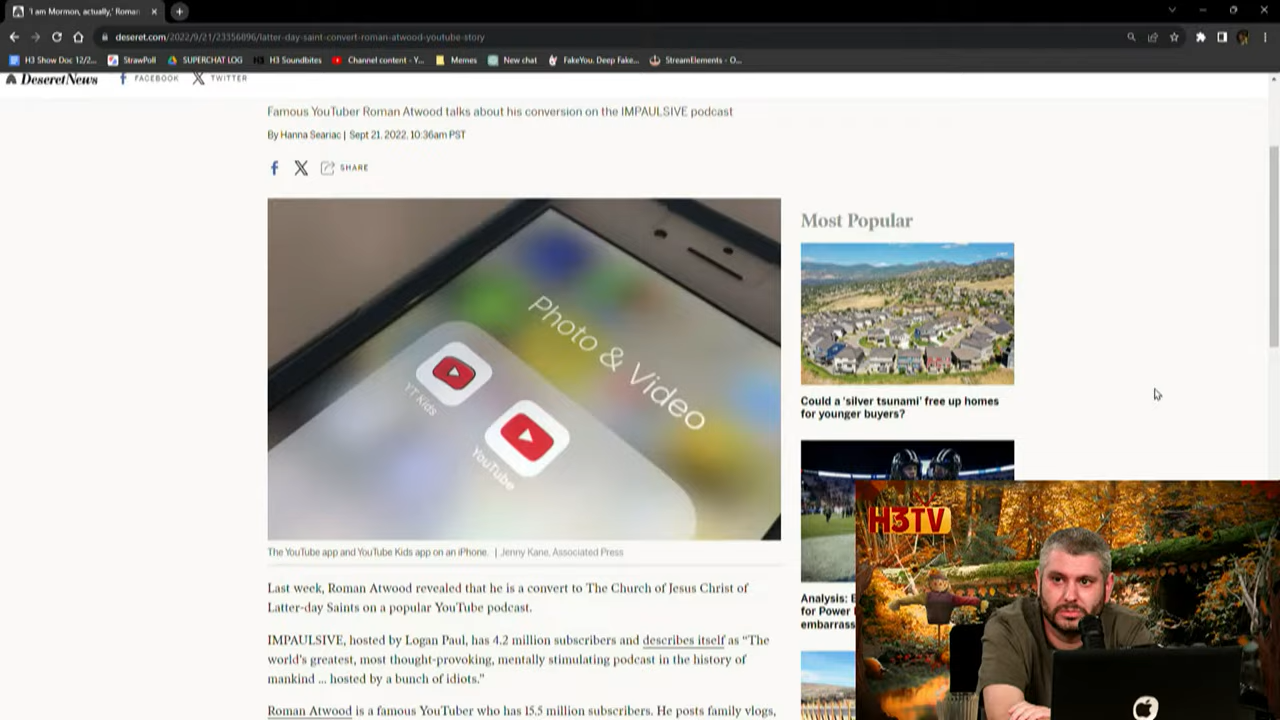 'I am Mormon, actually,' Roman
deseret.com/2022/9/21/23356896/latter-day-saint-convert-roman-atwood-youtube-story
H3 Show Doc 12/2... StrawPoll SUPERCHAT LOG H3 Soundbites Channel content - Y... Memes New chat FakeYou. Deep Fake... StreamElements - O...
Deseret News FACEBOOK TWITTER
Famous YouTuber Roman Atwood talks about his conversion on the IMPAULSIVE podcast
By Hanna Seariac | Sept 21, 2022, 10:36am PST
SHARE
Most Popular
Photo & Video
YT Kids
YouTube
Could a 'silver tsunami' free up homes
for younger buyers?
H3TV
The YouTube app and YouTube Kids app on an iPhone. | Jenny Kane, Associated Press
Last week, Roman Atwood revealed that he is a convert to The Church of Jesus Christ of
Latter-day Saints on a popular YouTube podcast.
Analysis: 
for Power
embarrass
IMPAULSIVE, hosted by Logan Paul, has 4.2 million subscribers and describes itself as “The
world’s greatest, most thought-provoking, mentally stimulating podcast in the history of
mankind ... hosted by a bunch of idiots.”
Roman Atwood is a famous YouTuber who has 15.5 million subscribers. He posts family vlogs,